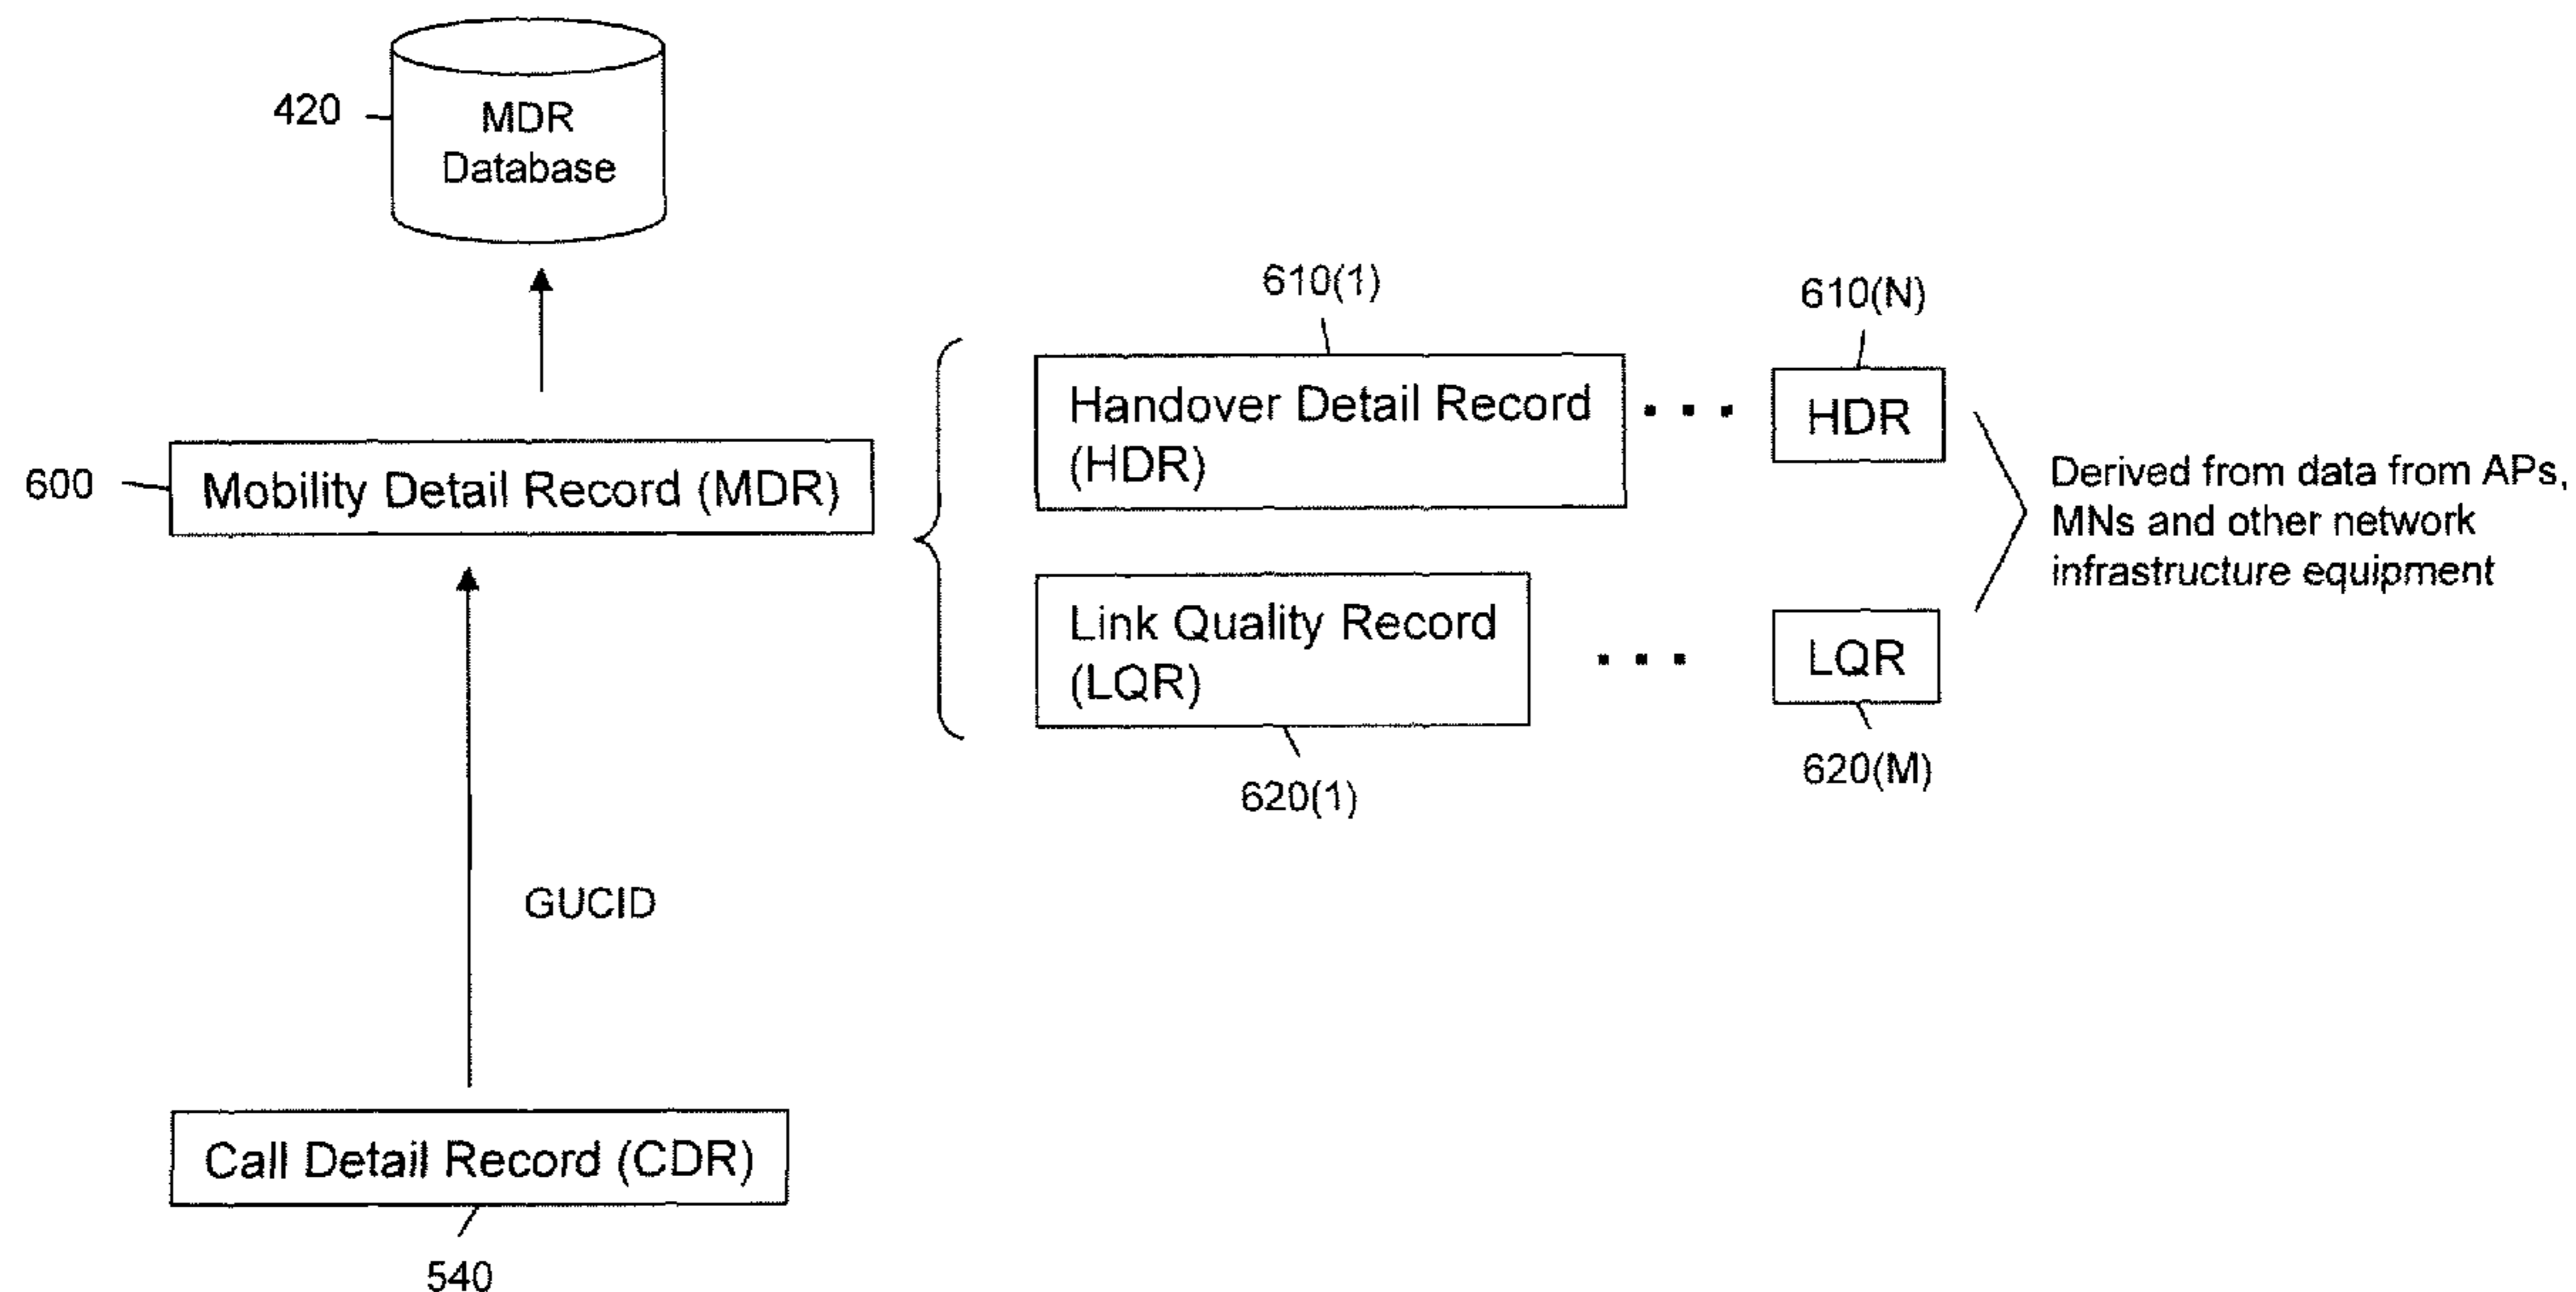 420
MDR
Database
610(1)
610(N)
Handover Detail Record
(HDR)
. . .
HDR
600
Mobility Detail Record (MDR)
Derived from data from APs,
MNs and other network
infrastructure equipment
Link Quality Record
(LQR)
. . .
LQR
620(1)
620(M)
GUCID
Call Detail Record (CDR)
540